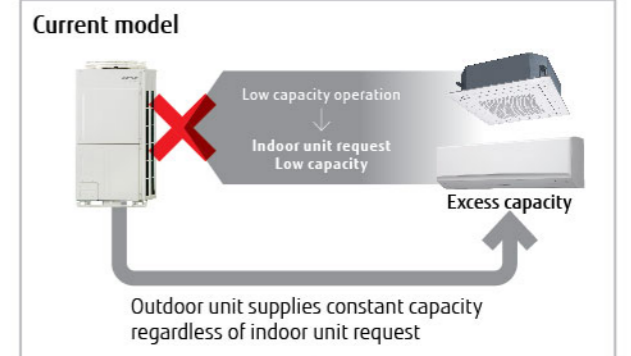 Current model
Low capacity operation
↓
Indoor unit request
Low capacity
Excess capacity
Outdoor unit supplies constant capacity
regardless of indoor unit request